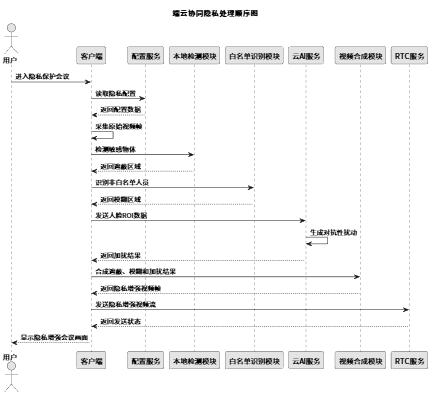 端云协同隐私处理顺序图
用户
客户端 配置服务 本地检测模块 白名单识别模块 云AI服务 视频合成模块 RTC服务
进入隐私保护会议
读取隐私配置
返回配置数据
采集原始视频帧
检测敏感物体
返回遮蔽区域
识别非白名单人员
返回模糊区域
发送人脸ROI数据
生成对抗性扰动
返回加扰结果
合成遮蔽、模糊和加扰结果
返回隐私增强视频帧
发送隐私增强视频流
返回发送状态
显示隐私增强会议画面
用户
客户端 配置服务 本地检测模块 白名单识别模块 云AI服务 视频合成模块 RTC服务